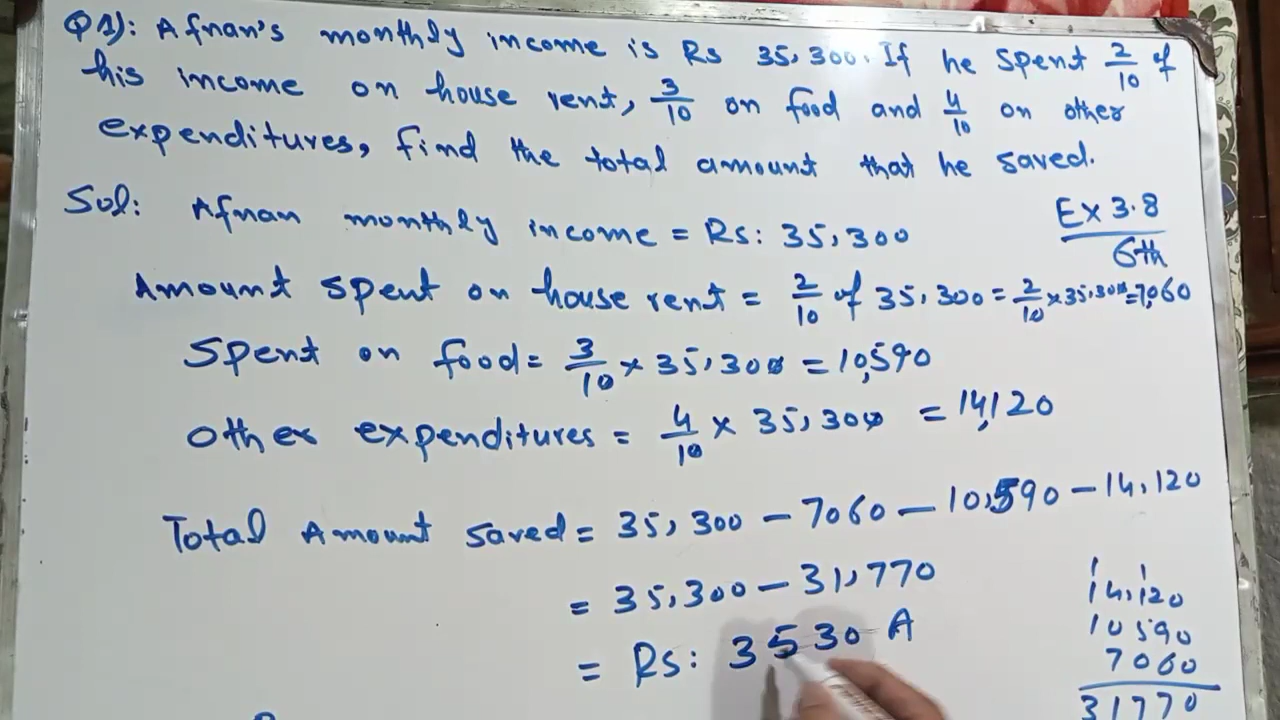 Q1): Afnan's monthly income is Rs 35,300. If he spent 2/10 of
his income on house rent, 3/10 on food and 4/10 on other
expenditures, find the total amount that he saved.
Sol: Afnan monthly income = Rs: 35,300
Ex 3.8
6th
Amount spent on house rent = 2/10 of 35,300 = 2/10 × 35,300 = 7,060
Spent on food = 3/10 × 35,300 = 10,590
Other expenditures = 4/10 × 35,300 = 14,120
Total Amount saved = 35,300 - 7060 - 10,590 - 14,120
= 35,300 - 31,770
= Rs: 3530 A
1 1
14,120
10590
7060
31770